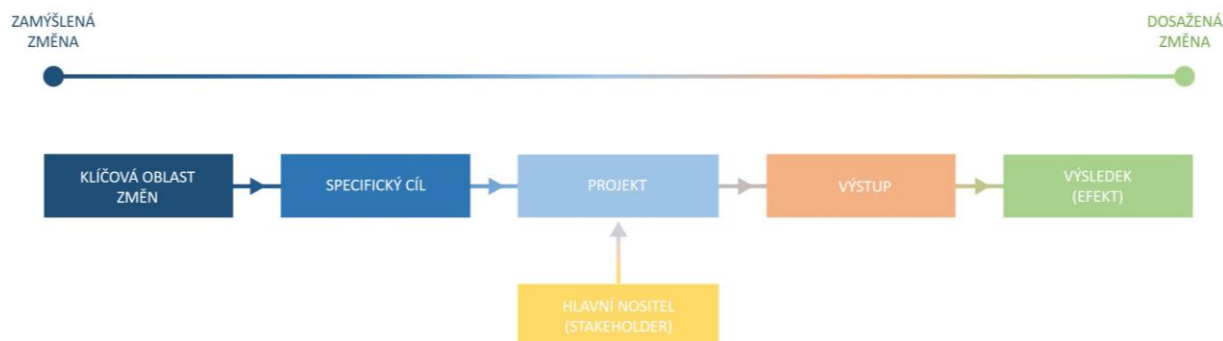 ZAMÝŠLENÁ
ZMĚNA
DOSAŽENÁ
ZMĚNA
KLÍČOVÁ OBLAST
ZMĚN
SPECIFICKÝ CÍL
PROJEKT
VÝSTUP
VÝSLEDEK
(EFEKT)
HLAVNÍ NOSITEL
(STAKEHOLDER)